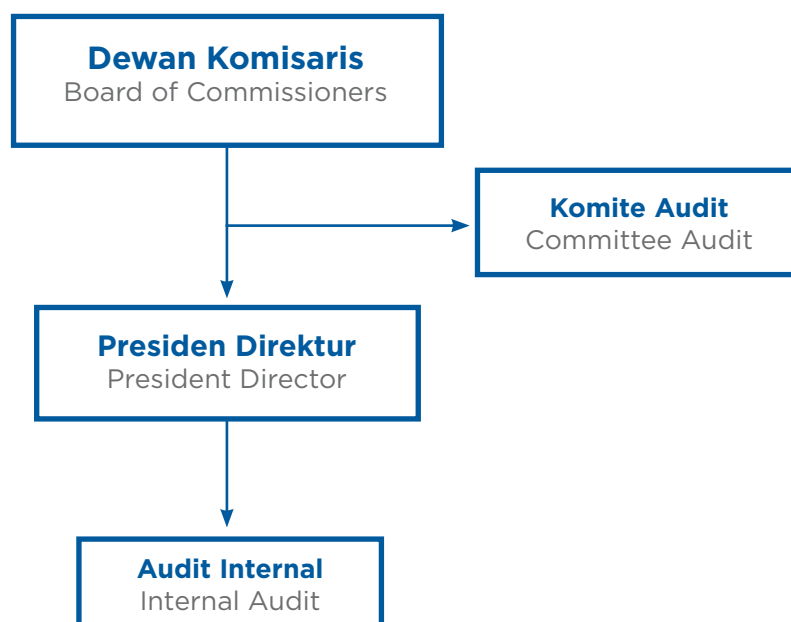 Dewan Komisaris
Board of Commissioners
Komite Audit
Committee Audit
Presiden Direktur
President Director
Audit Internal
Internal Audit